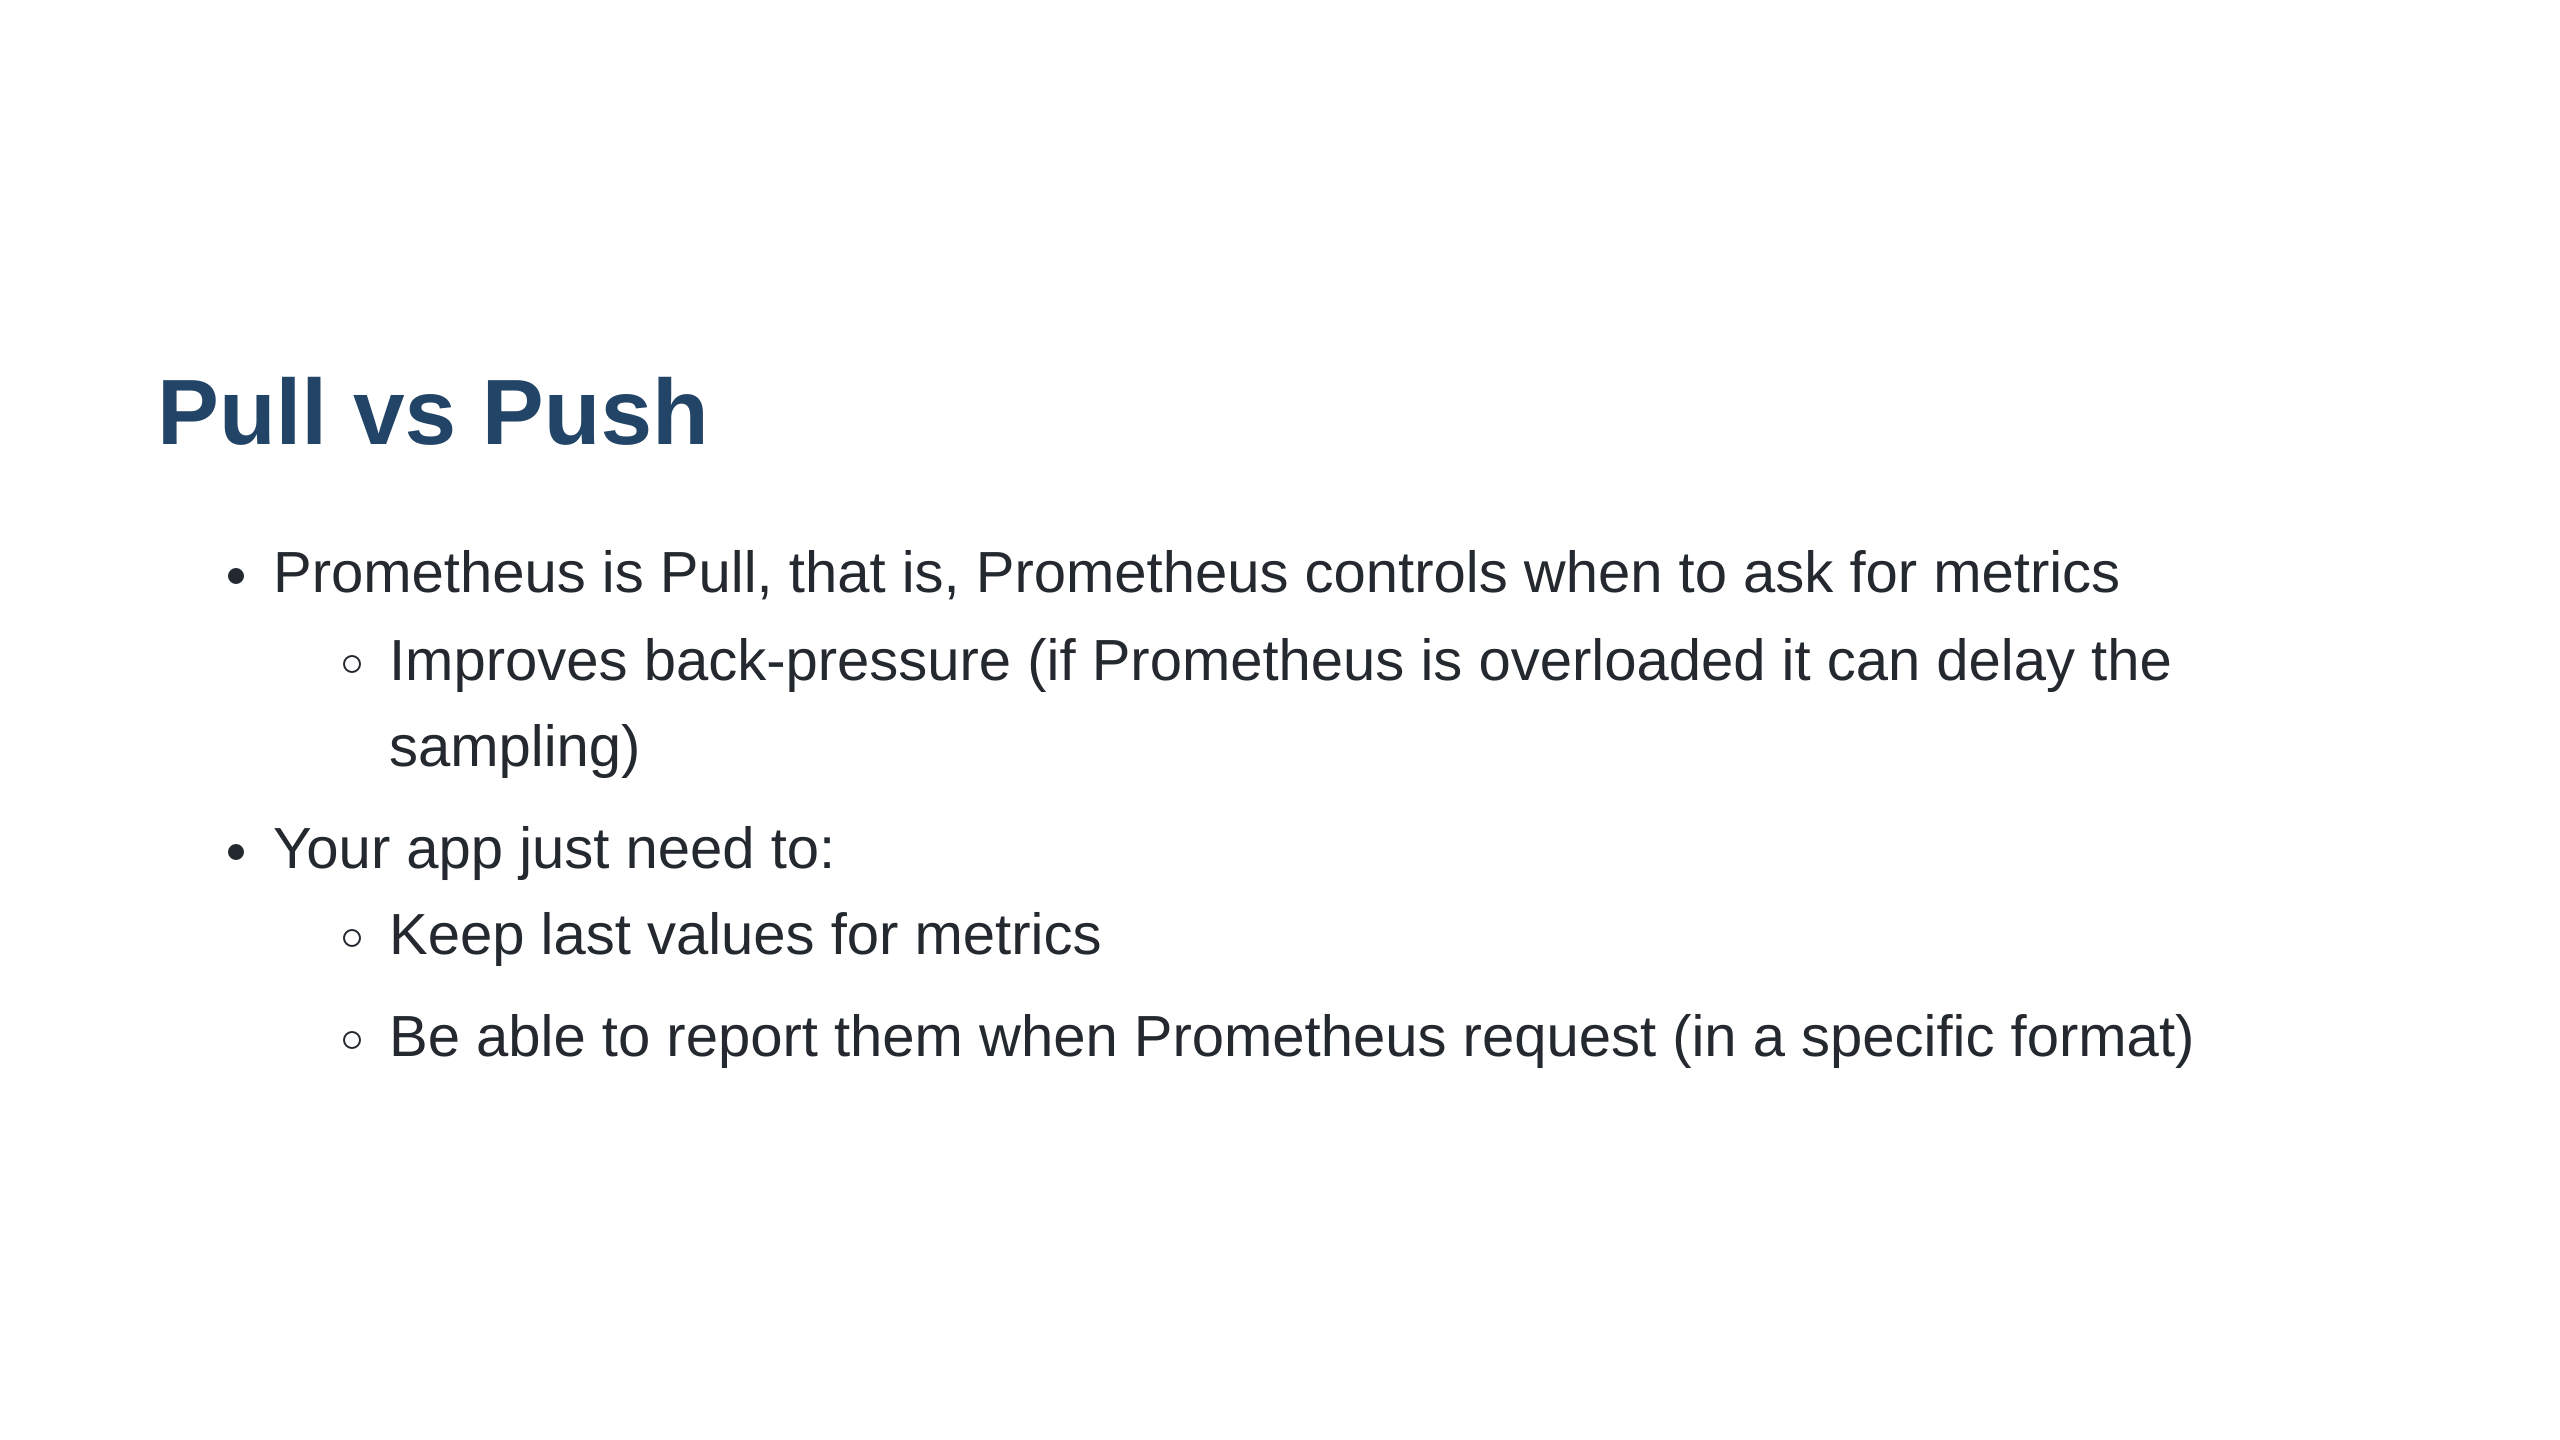 Pull vs Push
Prometheus is Pull, that is, Prometheus controls when to ask for metrics
Improves back-pressure (if Prometheus is overloaded it can delay the
sampling)
Your app just need to:
Keep last values for metrics
Be able to report them when Prometheus request (in a specific format)